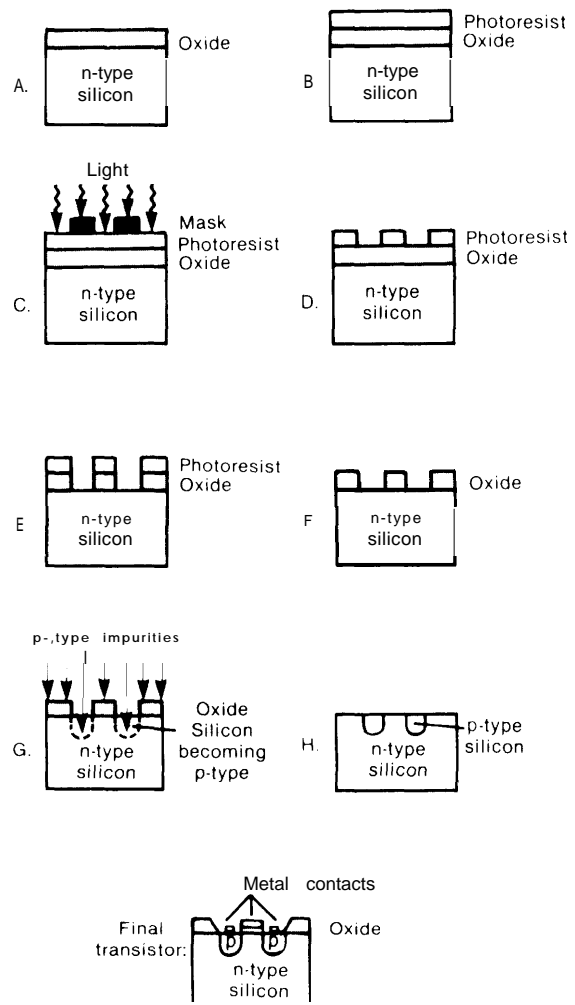 A.
Oxide
n-type
silicon
B
Photoresist
Oxide
n-type
silicon
C.
Light
Mask
Photoresist
Oxide
n-type
silicon
D.
Photoresist
Oxide
n-type
silicon
E
Photoresist
Oxide
n-type
silicon
F
Oxide
n-type
silicon
G.
p-,type impurities
Oxide
Silicon
becoming
p-type
n-type
silicon
H.
p-type
silicon
n-type
silicon
Metal contacts
Final
transistor:
Oxide
p p
n-type
silicon